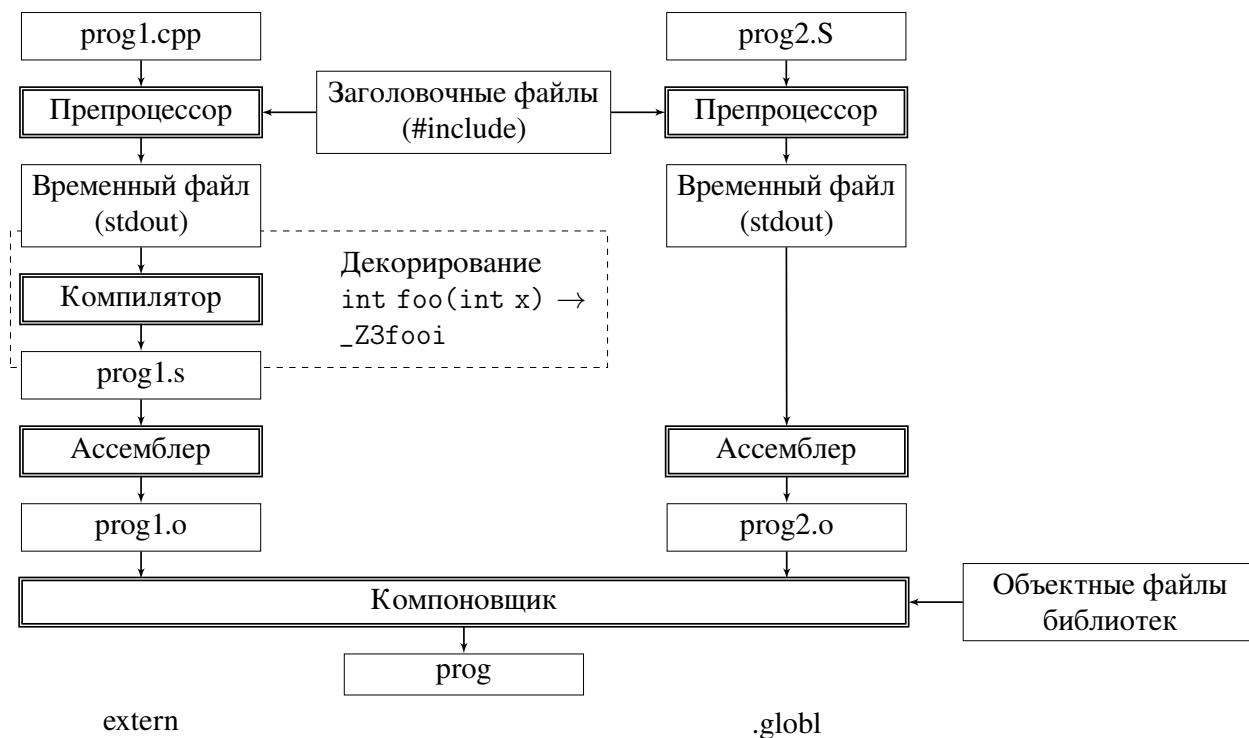 prog1.cpp
prog2.S
Препроцессор
Заголовочные файлы
(#include)
Препроцессор
Временный файл
(stdout)
Временный файл
(stdout)
Декорирование
int foo(int x) →
_Z3fooi
Компилятор
prog1.s
Ассемблер
Ассемблер
prog1.o
prog2.o
Компоновщик
Объектные файлы
библиотек
prog
extern
.globl